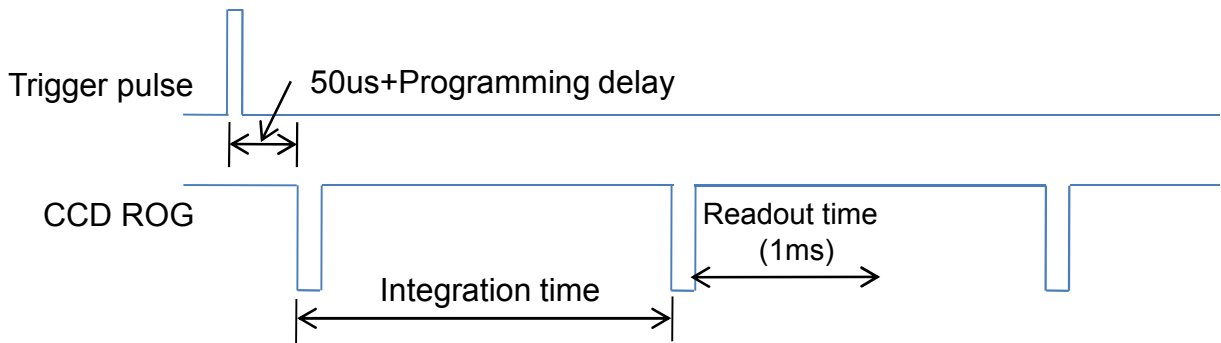 50us+Programming delay
Trigger pulse
CCD ROG
Readout time
(1ms)
Integration time